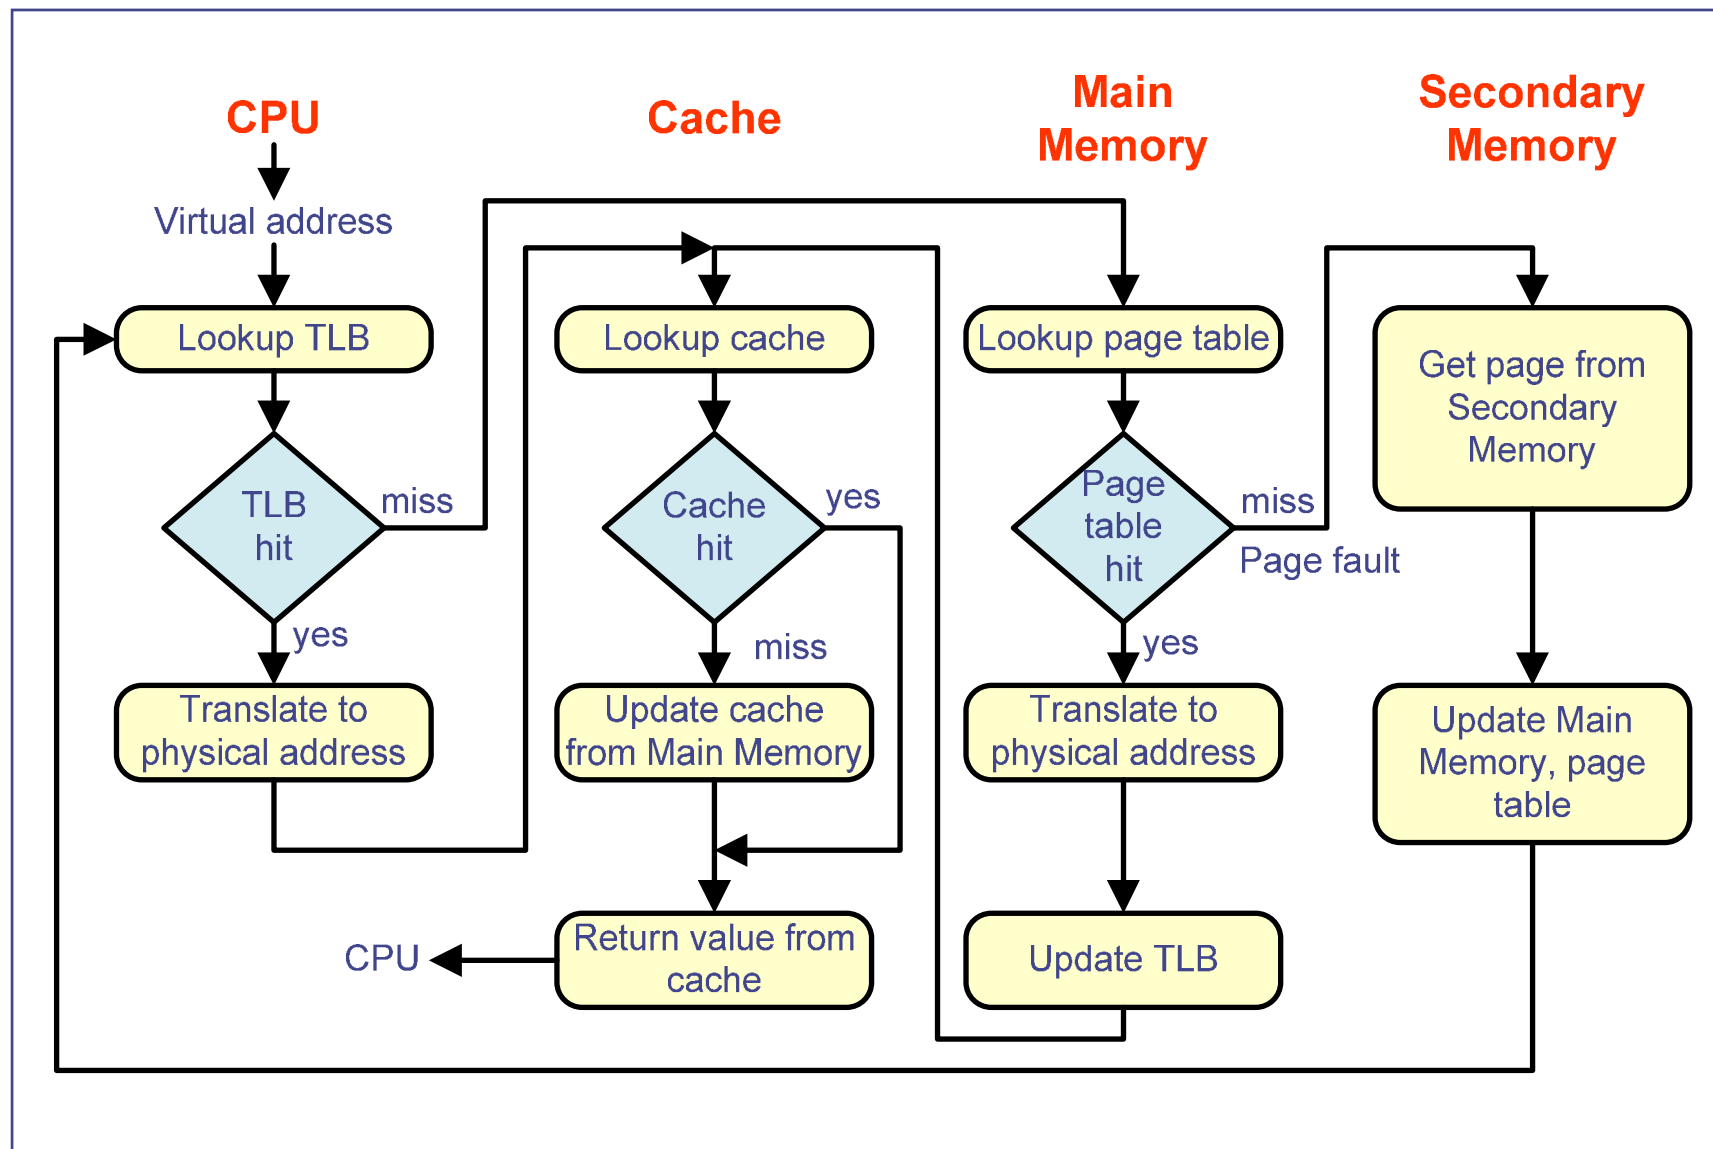 CPU
Virtual address
Lookup TLB
TLB
hit
miss
yes
Translate to
physical address
Cache
Lookup cache
Cache
hit
yes
miss
Update cache
from Main Memory
Return value from
cache
CPU
Main
Memory
Lookup page table
Page
table
hit
miss
Page fault
yes
Translate to
physical address
Update TLB
Secondary
Memory
Get page from
Secondary
Memory
Update Main
Memory, page
table